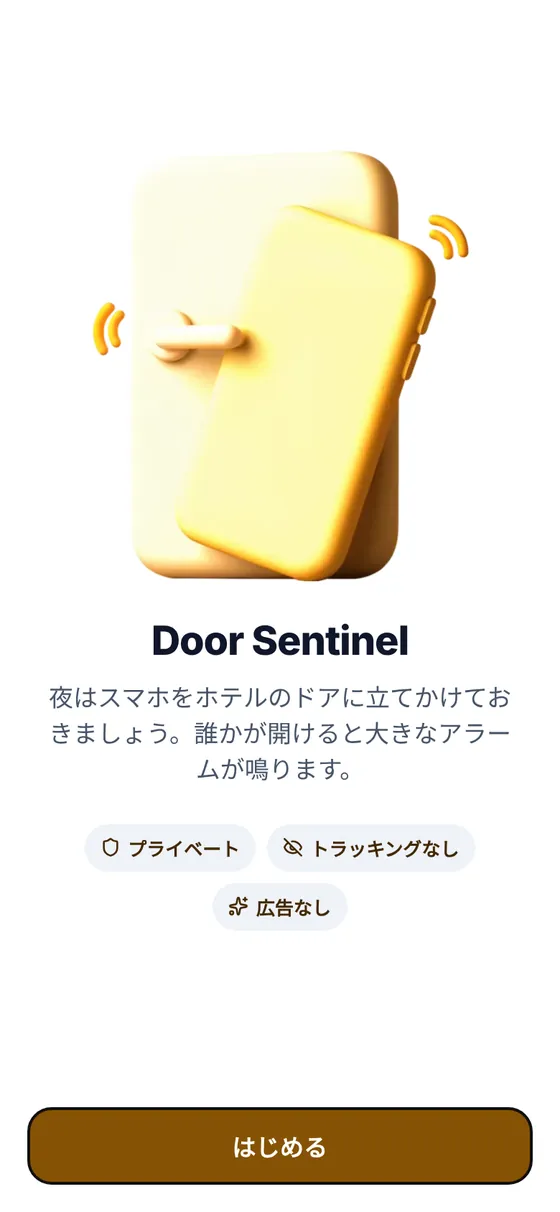 Door Sentinel
夜はスマホをホテルのドアに立てかけてお
きましょう。誰かが開けると大きなアラー
ムが鳴ります。
プライベート
トラッキングなし
広告なし
はじめる